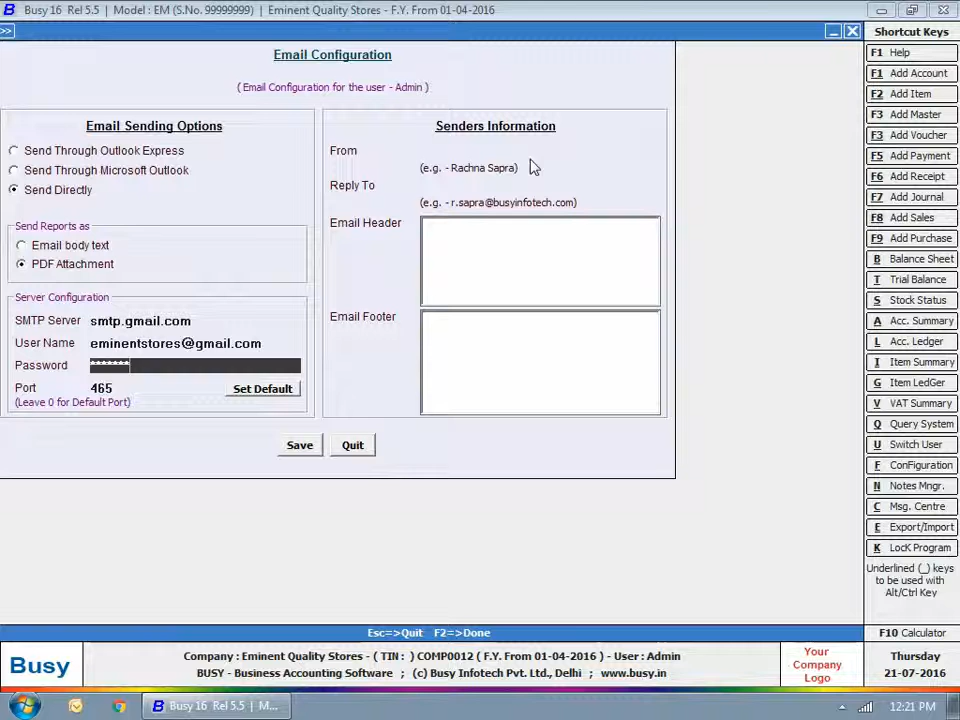 Busy 16 Rel 5.5 | Model : EM (S.No. 99999999) | Eminent Quality Stores - F.Y. From 01-04-2016
>>
Email Configuration
( Email Configuration for the user - Admin )
Email Sending Options
Send Through Outlook Express
Send Through Microsoft Outlook
Send Directly
Send Reports as
Email body text
PDF Attachment
Server Configuration
SMTP Server smtp.gmail.com
User Name eminentstores@gmail.com
Password *******
Port 465 Set Default
(Leave 0 for Default Port)
Senders Information
From
(e.g. - Rachna Sapra)
Reply To
(e.g. - r.sapra@busyinfotech.com)
Email Header
Email Footer
Save Quit
Shortcut Keys
F1 Help
F1 Add Account
F2 Add Item
F3 Add Master
F3 Add Voucher
F5 Add Payment
F6 Add Receipt
F7 Add Journal
F8 Add Sales
F9 Add Purchase
B Balance Sheet
T Trial Balance
S Stock Status
A Acc. Summary
L Acc. Ledger
I Item Summary
G Item LedGer
V VAT Summary
Q Query System
U Switch User
F ConFiguration
N Notes Mngr.
C Msg. Centre
E Export/Import
K LocK Program
Underlined (_) keys
to be used with
Alt/Ctrl Key
F10 Calculator
Esc=>Quit F2=>Done
Busy
Company : Eminent Quality Stores - ( TIN : ) COMP0012 ( F.Y. From 01-04-2016 ) - User : Admin
BUSY - Business Accounting Software ; (c) Busy Infotech Pvt. Ltd., Delhi ; www.busy.in
Your
Company
Logo
Thursday
21-07-2016
Busy 16 Rel 5.5 | M...
12:21 PM